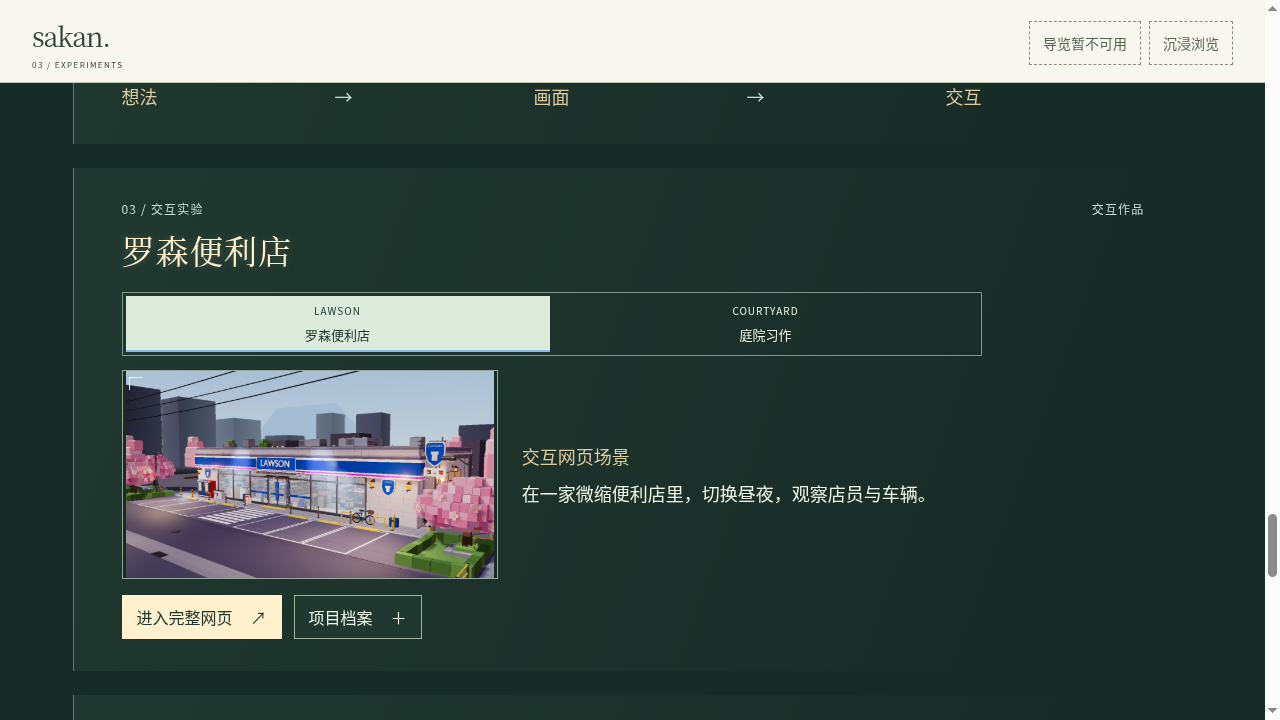 sakan.
03 / EXPERIMENTS
导览暂不可用
沉浸浏览
想法 → 画面 → 交互
03 / 交互实验
交互作品
罗森便利店
LAWSON
罗森便利店
COURTYARD
庭院习作
LAWSON
交互网页场景
在一家微缩便利店里，切换昼夜，观察店员与车辆。
进入完整网页 ↗
项目档案 +